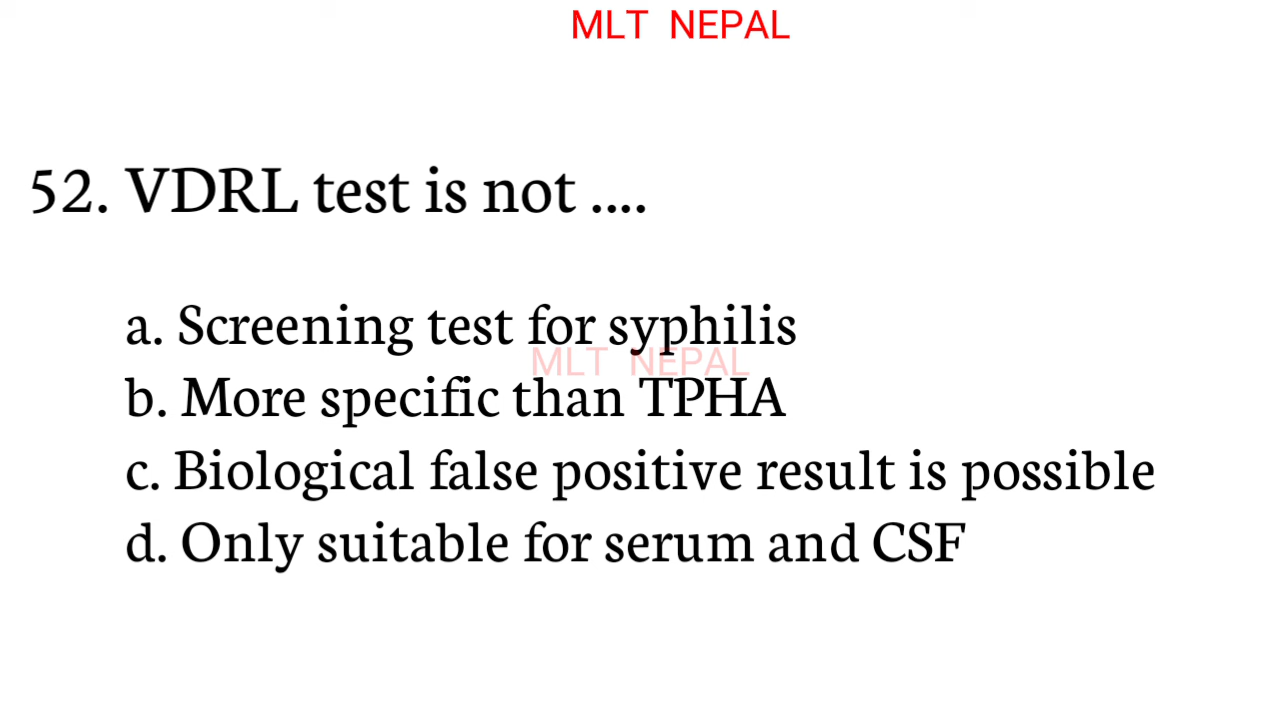 MLT NEPAL
52. VDRL test is not ....
a. Screening test for syphilis
MLT NEPAL
b. More specific than TPHA
c. Biological false positive result is possible
d. Only suitable for serum and CSF